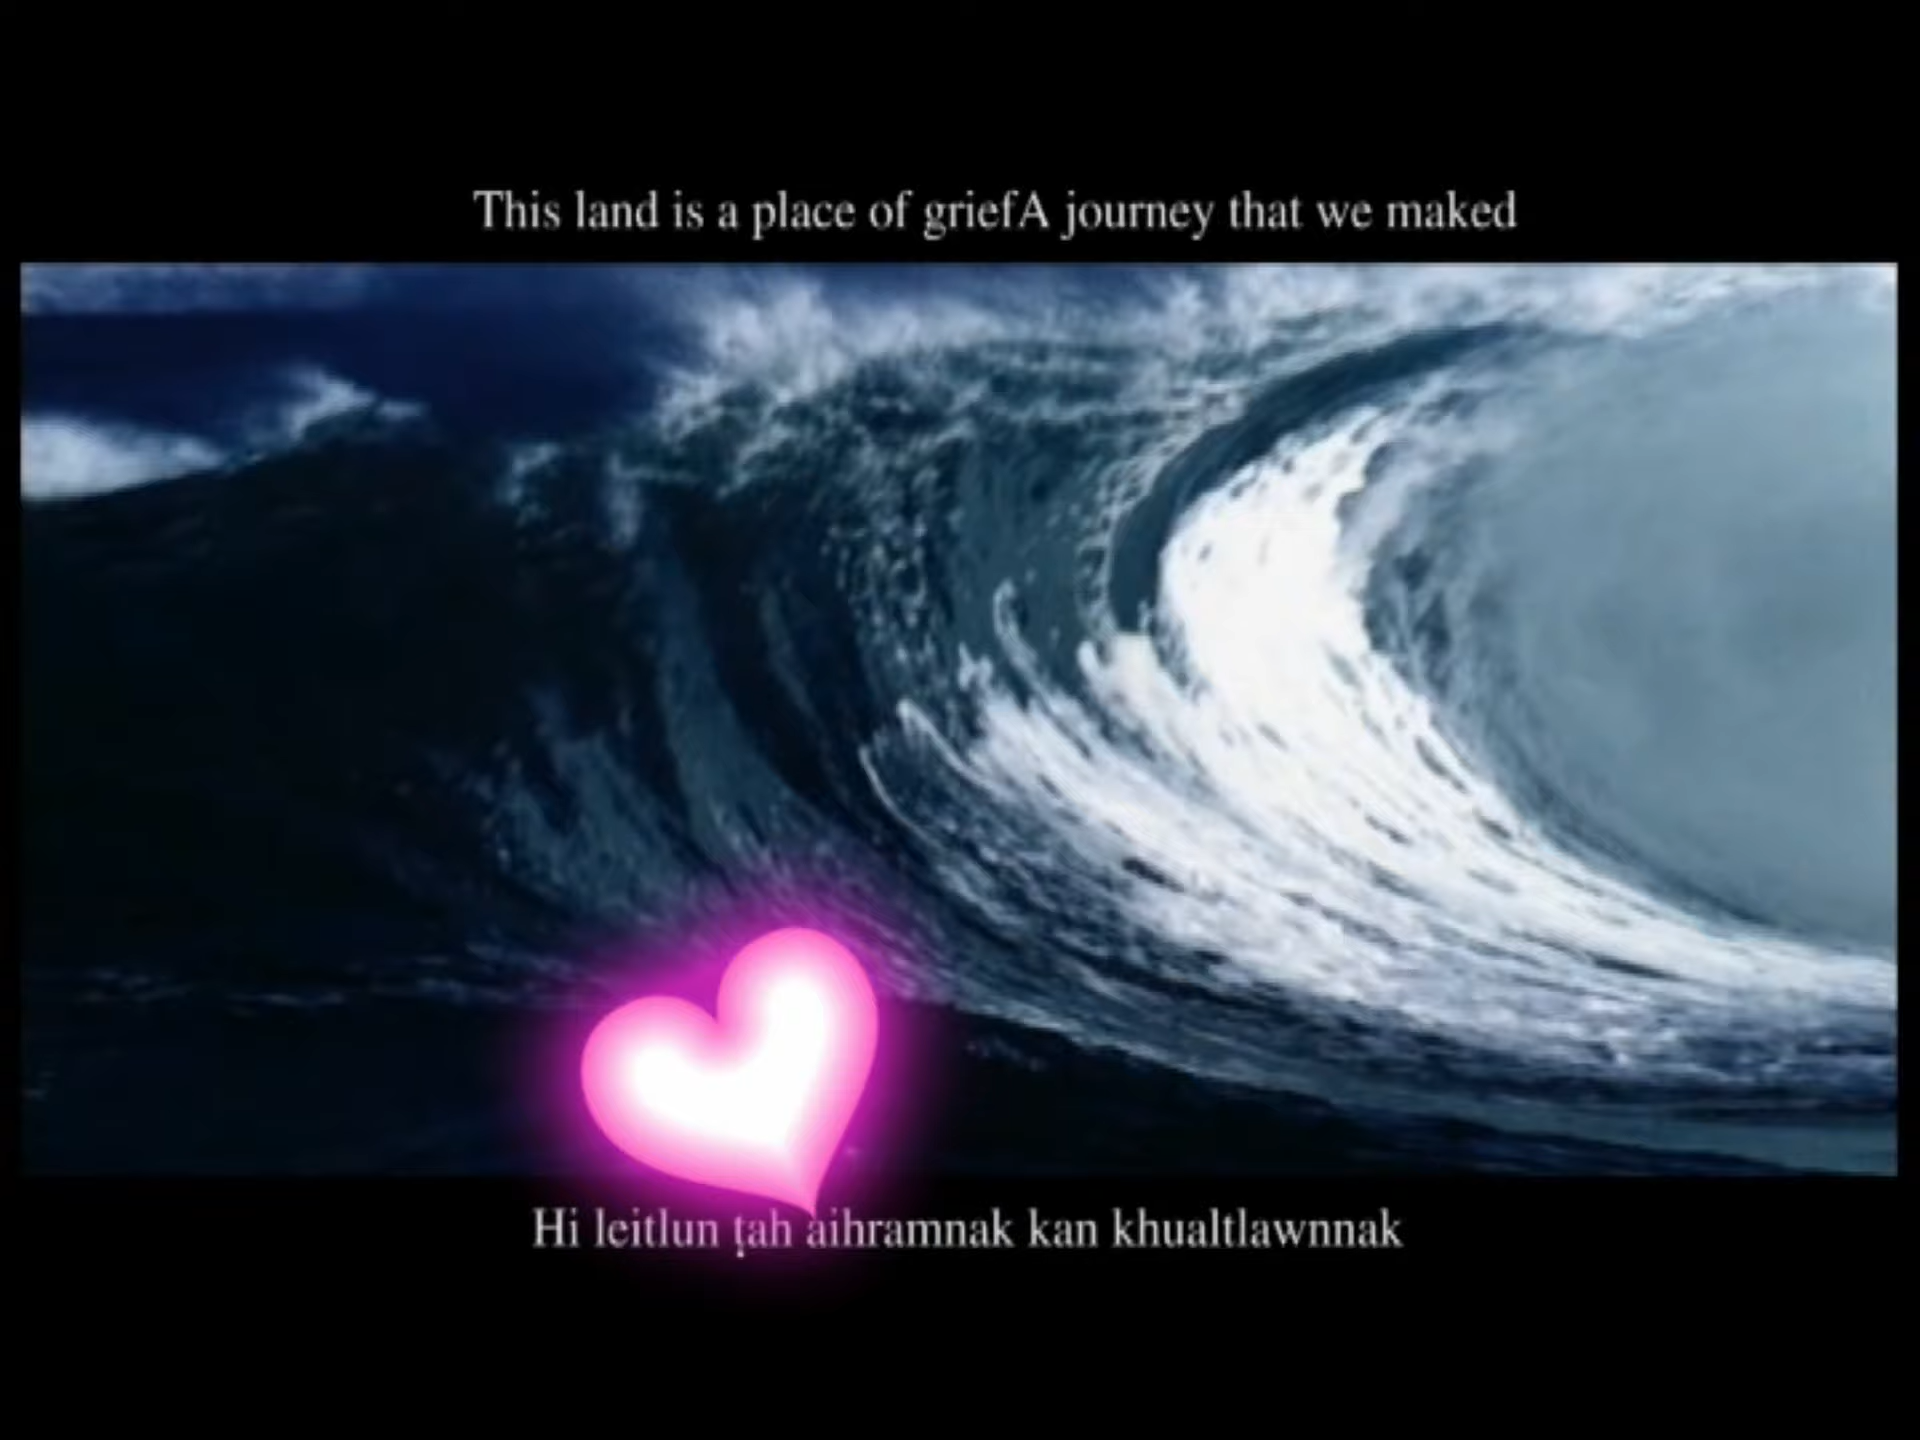 This land is a place of griefA journey that we maked
Hi leitlun ṭah aihramnak kan khualtlawnnak